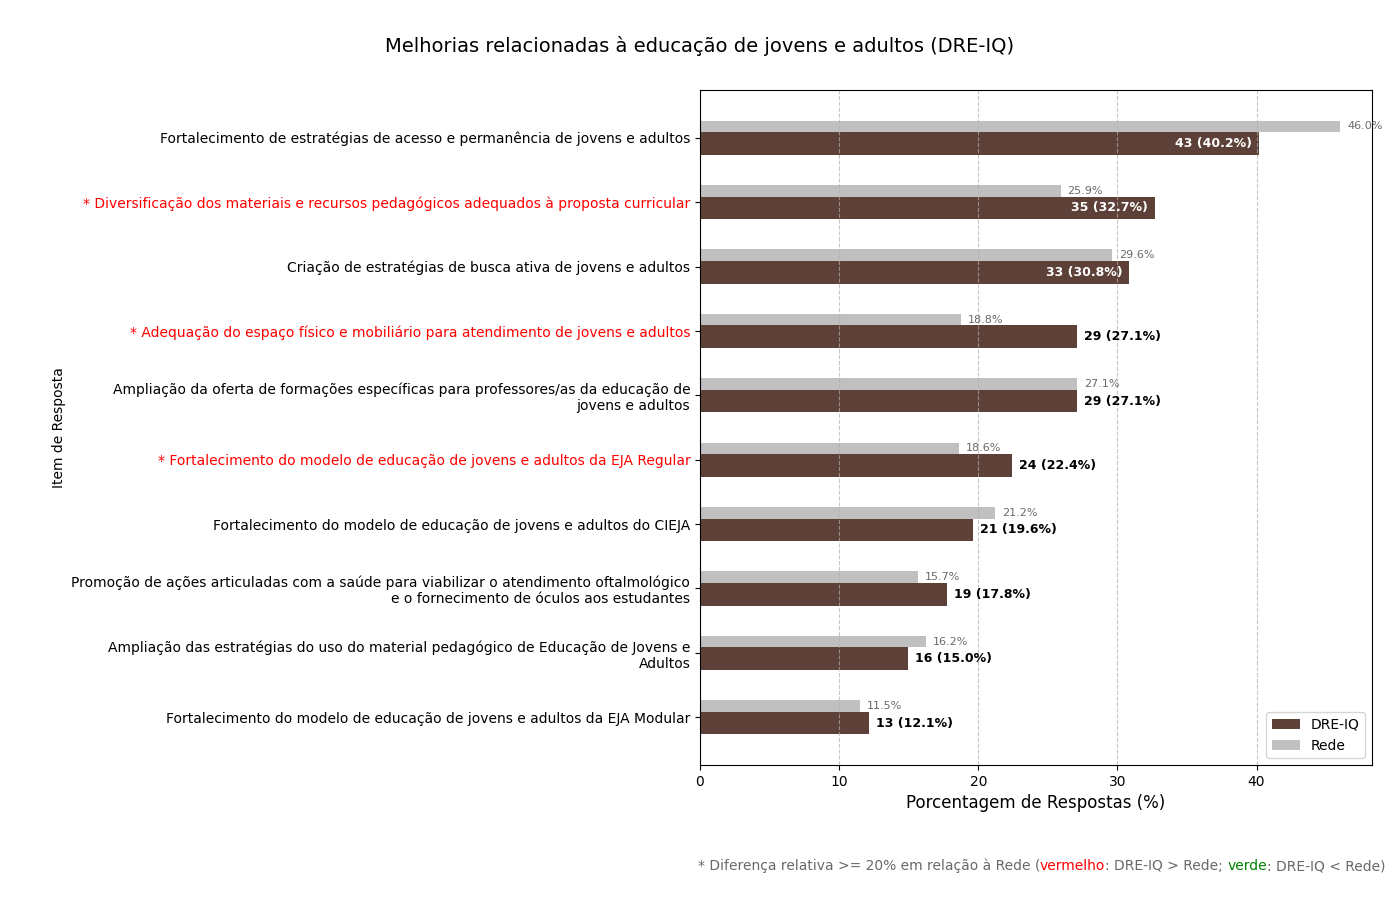 Melhorias relacionadas à educação de jovens e adultos (DRE-IQ)
Item de Resposta
Fortalecimento de estratégias de acesso e permanência de jovens e adultos
46.0%
43 (40.2%)
* Diversificação dos materiais e recursos pedagógicos adequados à proposta curricular
25.9%
35 (32.7%)
Criação de estratégias de busca ativa de jovens e adultos
29.6%
33 (30.8%)
* Adequação do espaço físico e mobiliário para atendimento de jovens e adultos
18.8%
29 (27.1%)
Ampliação da oferta de formações específicas para professores/as da educação de
jovens e adultos
27.1%
29 (27.1%)
* Fortalecimento do modelo de educação de jovens e adultos da EJA Regular
18.6%
24 (22.4%)
Fortalecimento do modelo de educação de jovens e adultos do CIEJA
21.2%
21 (19.6%)
Promoção de ações articuladas com a saúde para viabilizar o atendimento oftalmológico
e o fornecimento de óculos aos estudantes
15.7%
19 (17.8%)
Ampliação das estratégias do uso do material pedagógico de Educação de Jovens e
Adultos
16.2%
16 (15.0%)
Fortalecimento do modelo de educação de jovens e adultos da EJA Modular
11.5%
13 (12.1%)
DRE-IQ
Rede
0 10 20 30 40
Porcentagem de Respostas (%)
* Diferença relativa >= 20% em relação à Rede (vermelho: DRE-IQ > Rede; verde: DRE-IQ < Rede)